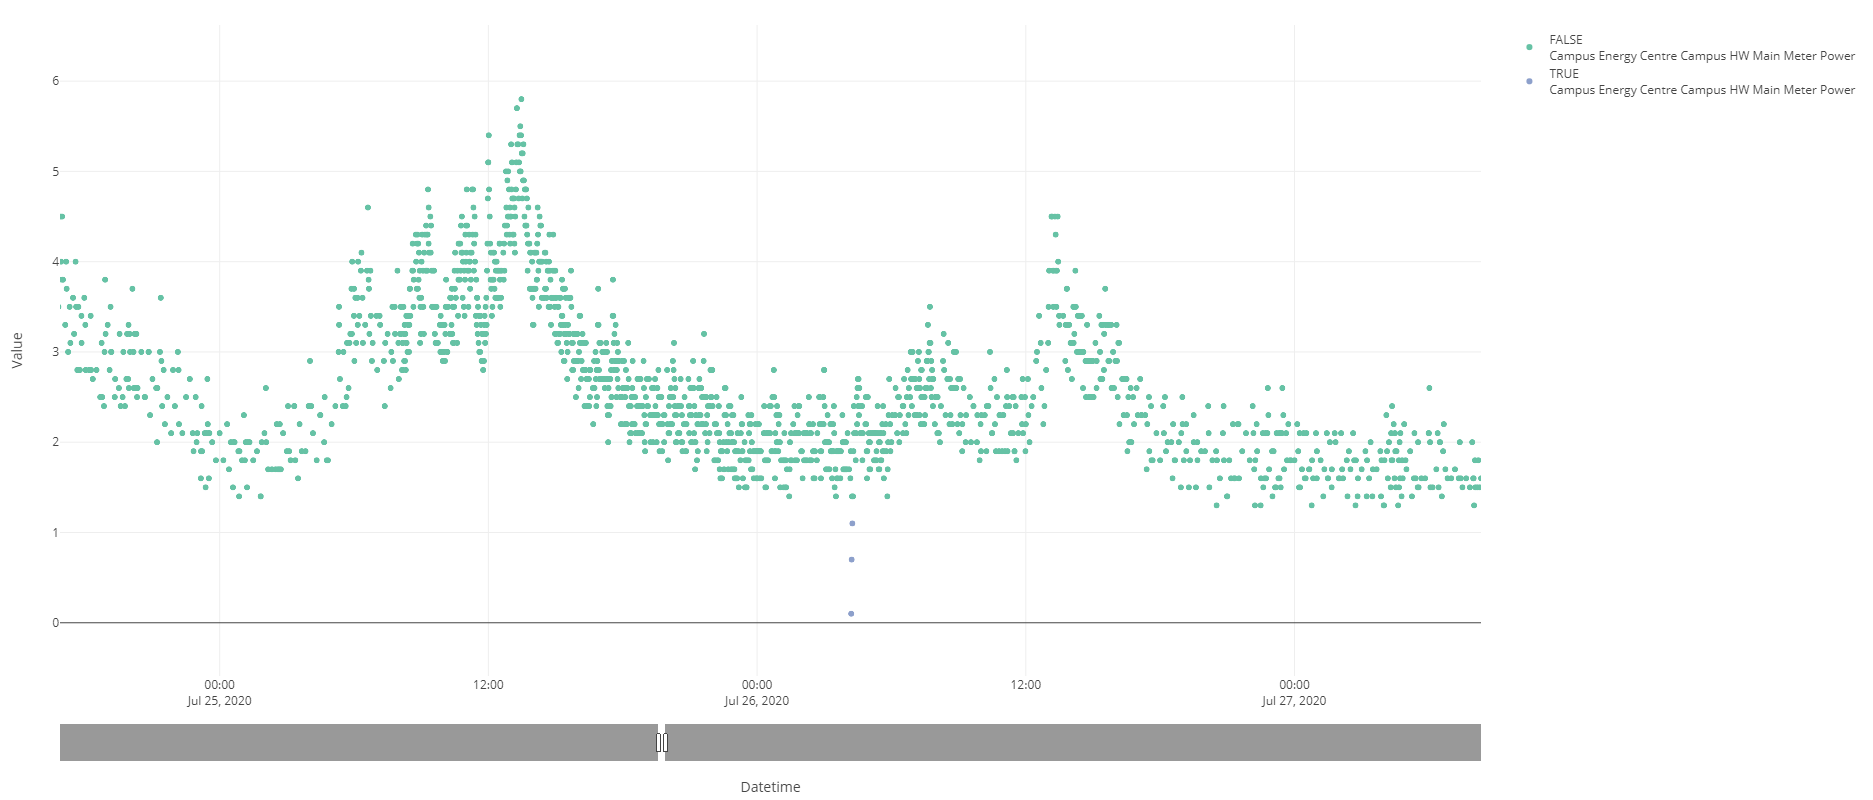 FALSE
Campus Energy Centre Campus HW Main Meter Power
TRUE
Campus Energy Centre Campus HW Main Meter Power
6
5
4
3
2
1
0
Value
00:00
Jul 25, 2020
12:00
00:00
Jul 26, 2020
12:00
00:00
Jul 27, 2020
Datetime